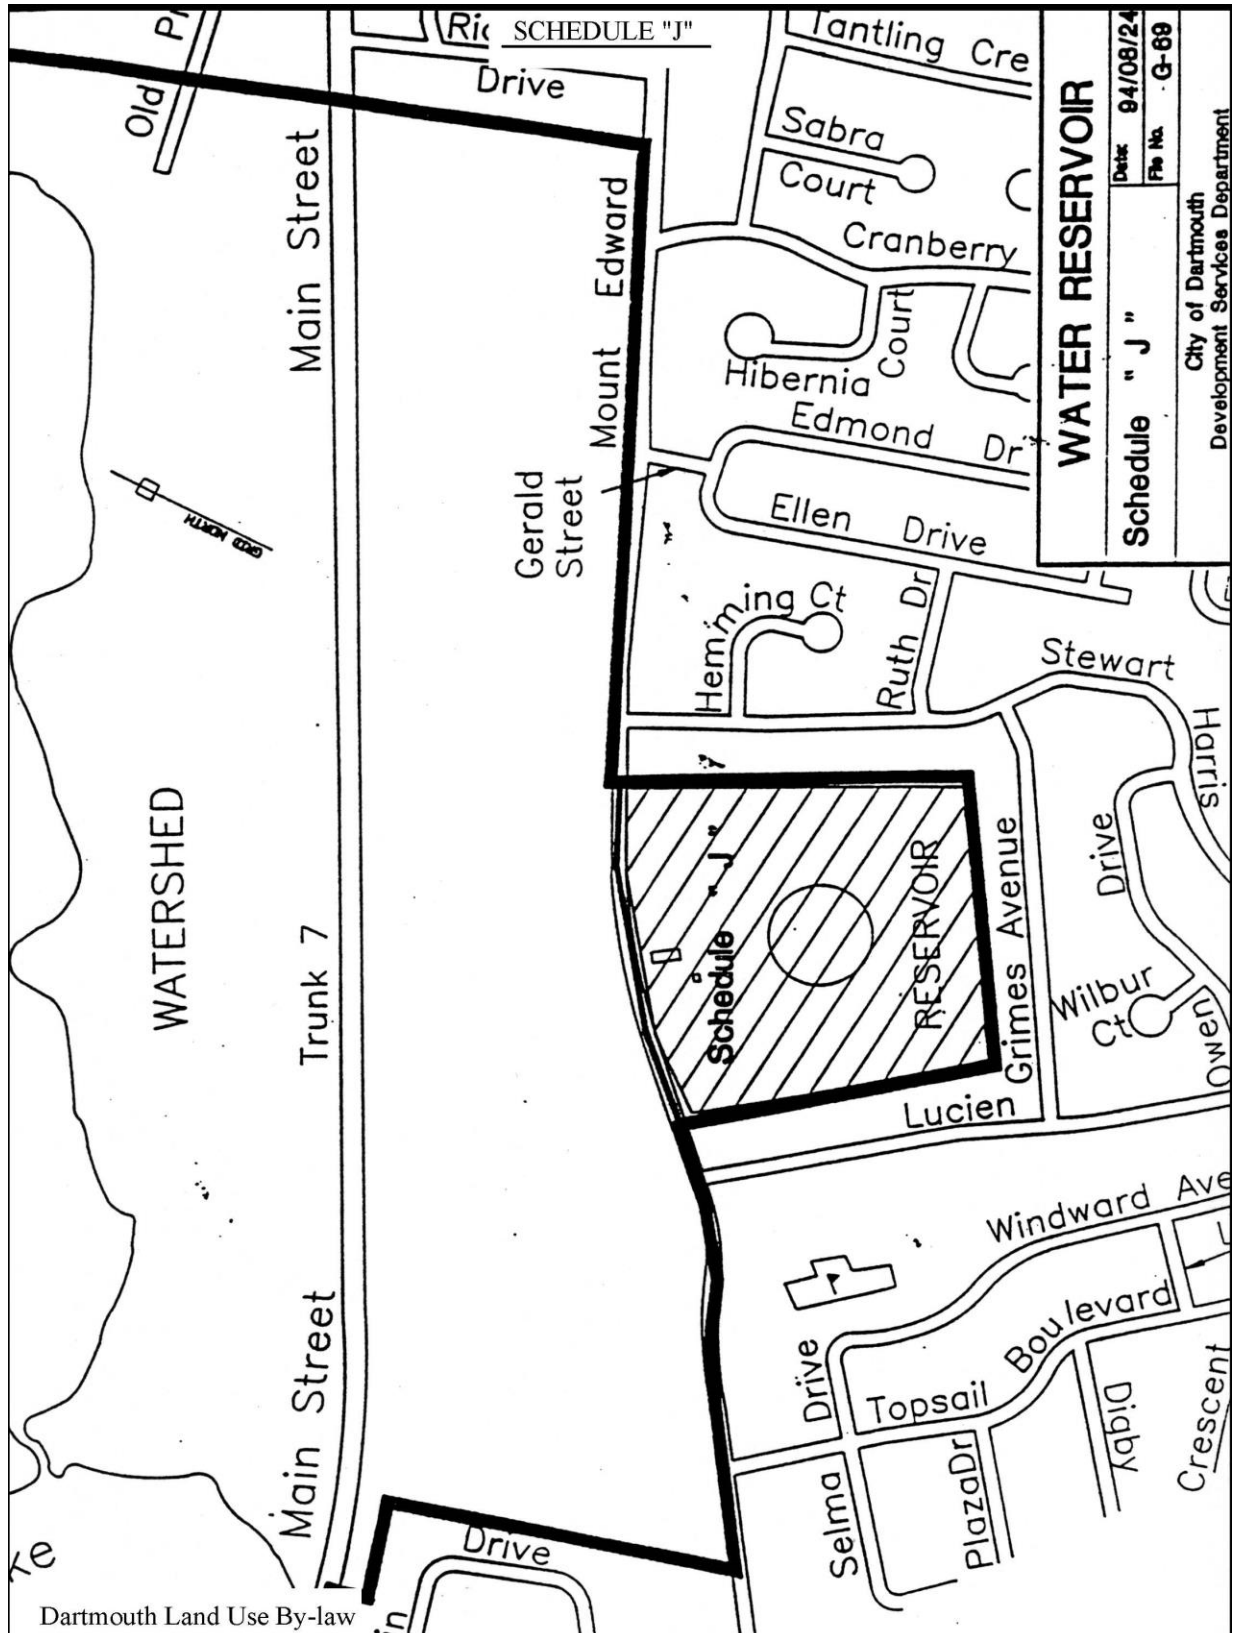 SCHEDULE "J"
Drive
Tantling Cre
Old
Main Street
Sabra
Court
Cranberry
Mount Edward
Hibernia
Court
Edmond Dr
Gerald
Street
Ellen Drive
GRID NORTH
Hemming Ct
Ruth Dr
Stewart
Harris
WATERSHED
Trunk 7
Schedule " J "
RESERVOIR
Grimes Avenue
Drive
Wilbur
Ct
Owen
Lucien
Windward Ave
Boulevard
Drive
Topsail
Digby
Crescent
Main Street
Selma
Plaza Dr
Drive
WATER RESERVOIR
Schedule " J "
Date: 94/08/24
File No. G-69
City of Dartmouth
Development Services Department
Dartmouth Land Use By-law